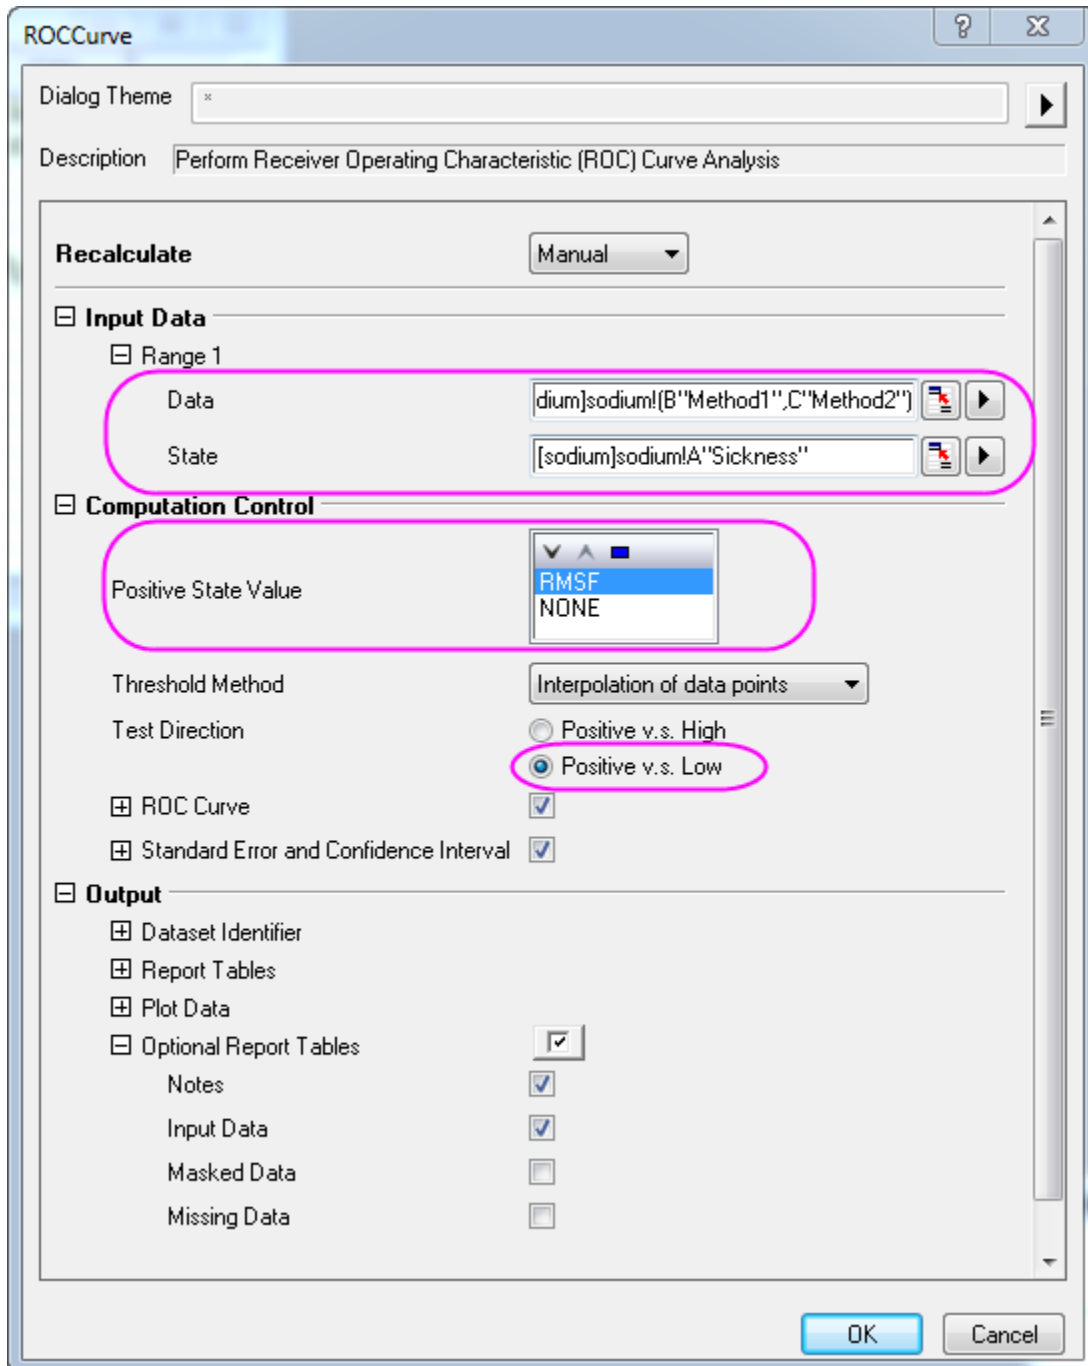 ROCCurve
Dialog Theme *
Description Perform Receiver Operating Characteristic (ROC) Curve Analysis
Recalculate Manual
Input Data
Range 1
Data dium]sodium!(B"Method1",C"Method2")
State [sodium]sodium!A"Sickness"
Computation Control
Positive State Value
RMSF
NONE
Threshold Method Interpolation of data points
Test Direction Positive v.s. High
Positive v.s. Low
ROC Curve
Standard Error and Confidence Interval
Output
Dataset Identifier
Report Tables
Plot Data
Optional Report Tables
Notes
Input Data
Masked Data
Missing Data
OK Cancel